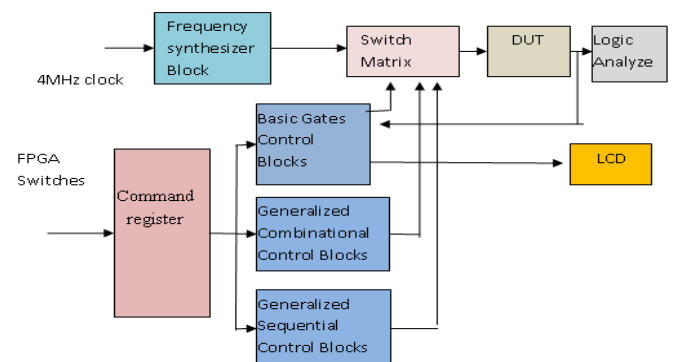 Frequency
synthesizer
Block
Switch
Matrix
DUT
Logic
Analyze
4MHz clock
Basic Gates
Control
Blocks
LCD
FPGA
Switches
Command
register
Generalized
Combinational
Control Blocks
Generalized
Sequential
Control Blocks